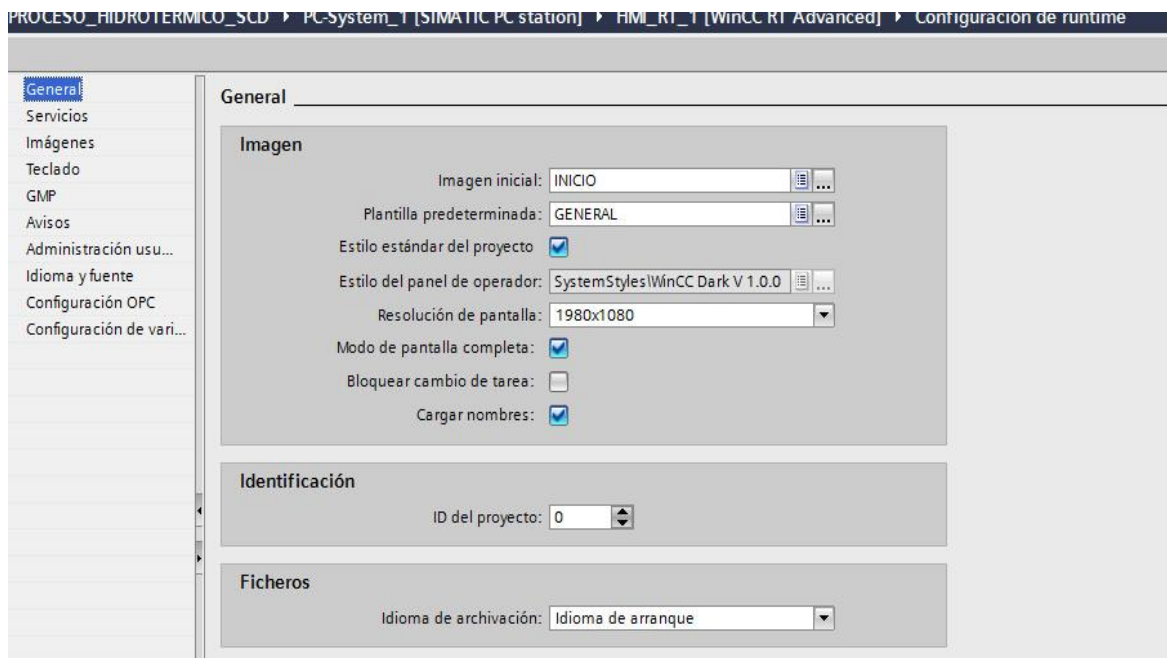 PROCESO_HIDROTERMICO_SCD ▸ PC-System_1 [SIMATIC PC station] ▸ HMI_RT_1 [WinCC RT Advanced] ▸ Configuración de runtime
General
Servicios
Imágenes
Teclado
GMP
Avisos
Administración usu...
Idioma y fuente
Configuración OPC
Configuración de vari...
General
Imagen
Imagen inicial: INICIO
Plantilla predeterminada: GENERAL
Estilo estándar del proyecto
Estilo del panel de operador: SystemStyles\WinCC Dark V 1.0.0
Resolución de pantalla: 1980x1080
Modo de pantalla completa:
Bloquear cambio de tarea:
Cargar nombres:
Identificación
ID del proyecto: 0
Ficheros
Idioma de archivación: Idioma de arranque